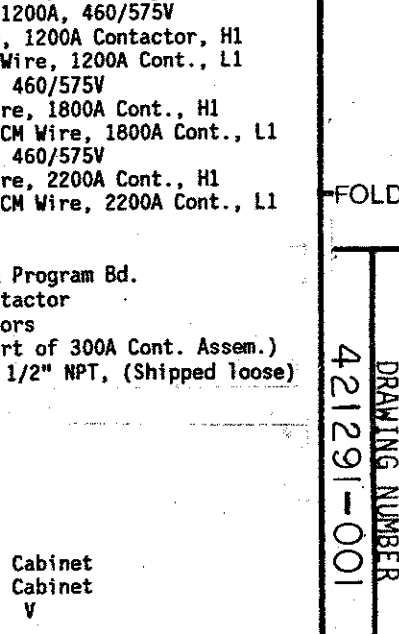 1200A, 460/575V
, 1200A Contactor, H1
Wire, 1200A Cont., L1
460/575V
re, 1800A Cont., H1
CM Wire, 1800A Cont., L1
460/575V
re, 2200A Cont., H1
CM Wire, 2200A Cont., L1
FOLD
Program Bd.
tactor
ors
rt of 300A Cont. Assem.)
1/2" NPT, (Shipped loose)
DRAWING NUMBER
421291-001
Cabinet
Cabinet
V